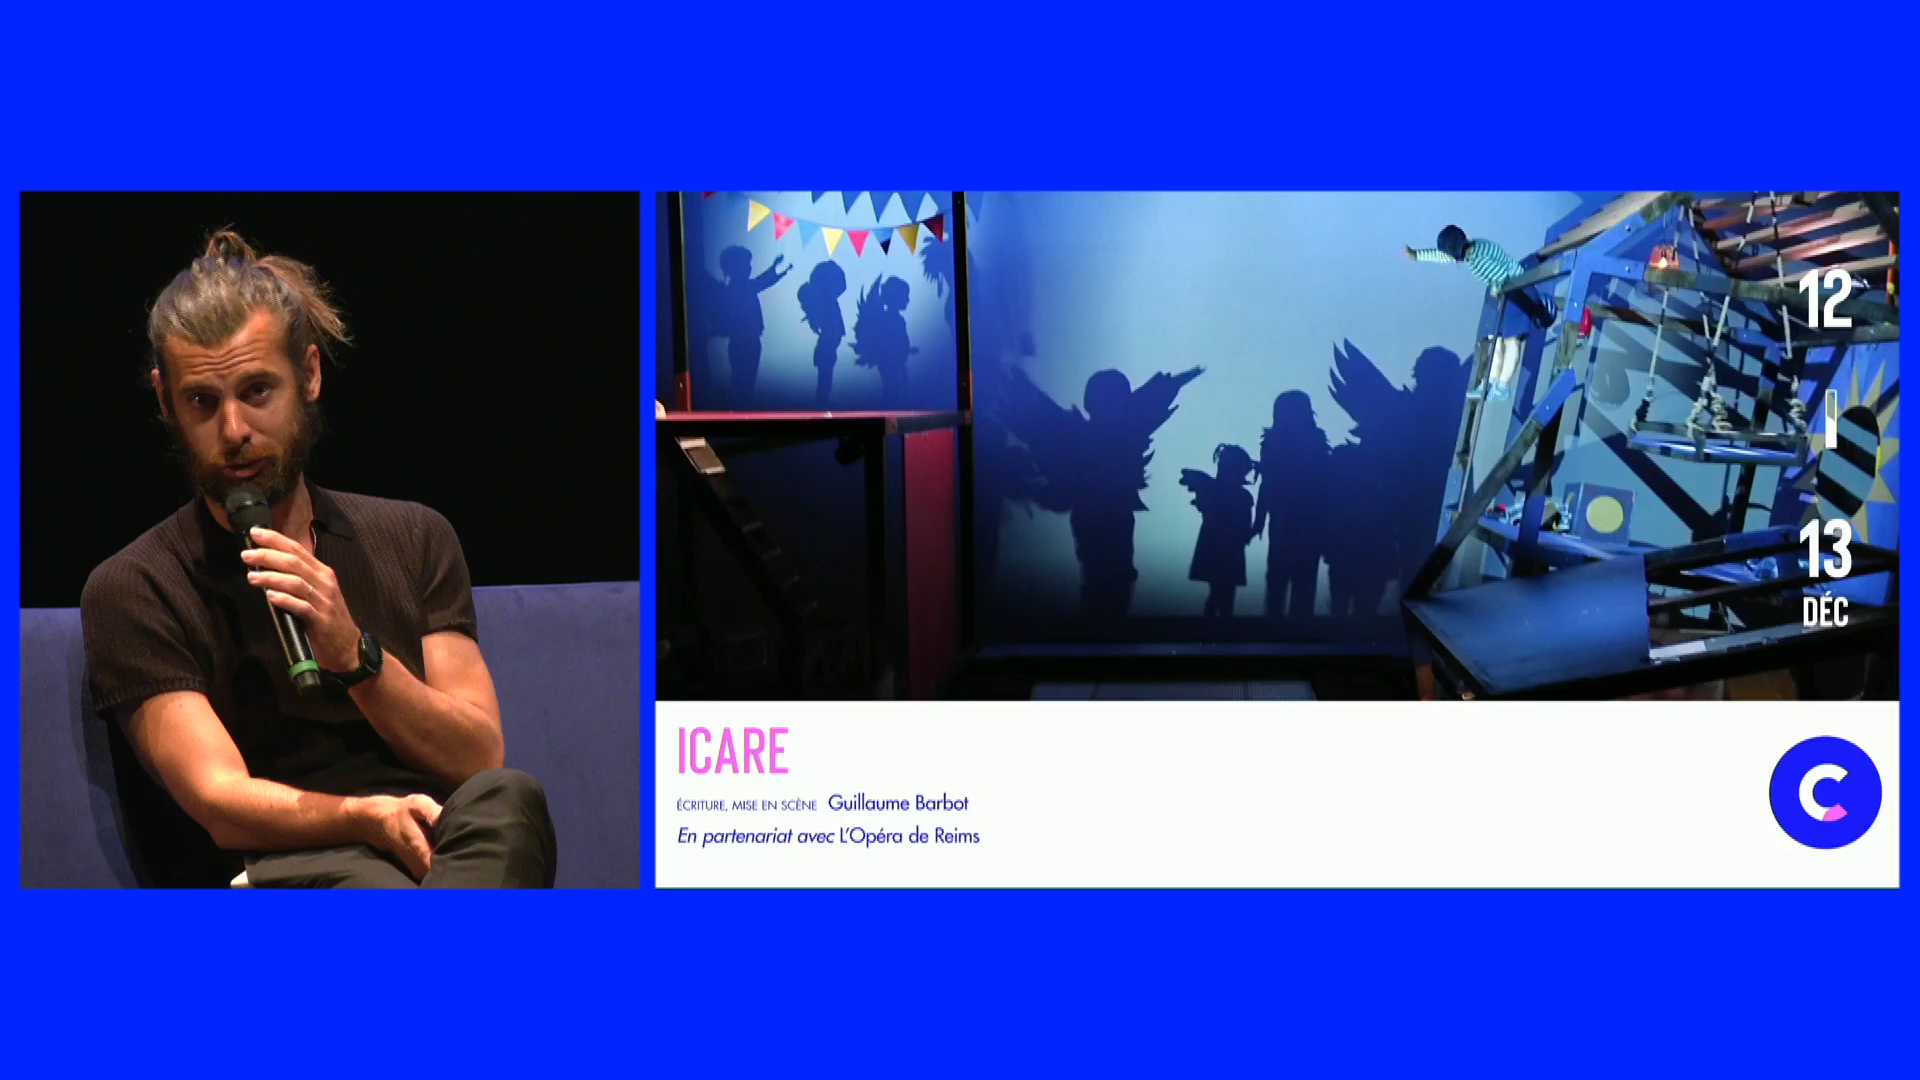 12
|
13
DÉC
ICARE
ÉCRITURE, MISE EN SCÈNE Guillaume Barbot
En partenariat avec L'Opéra de Reims
C